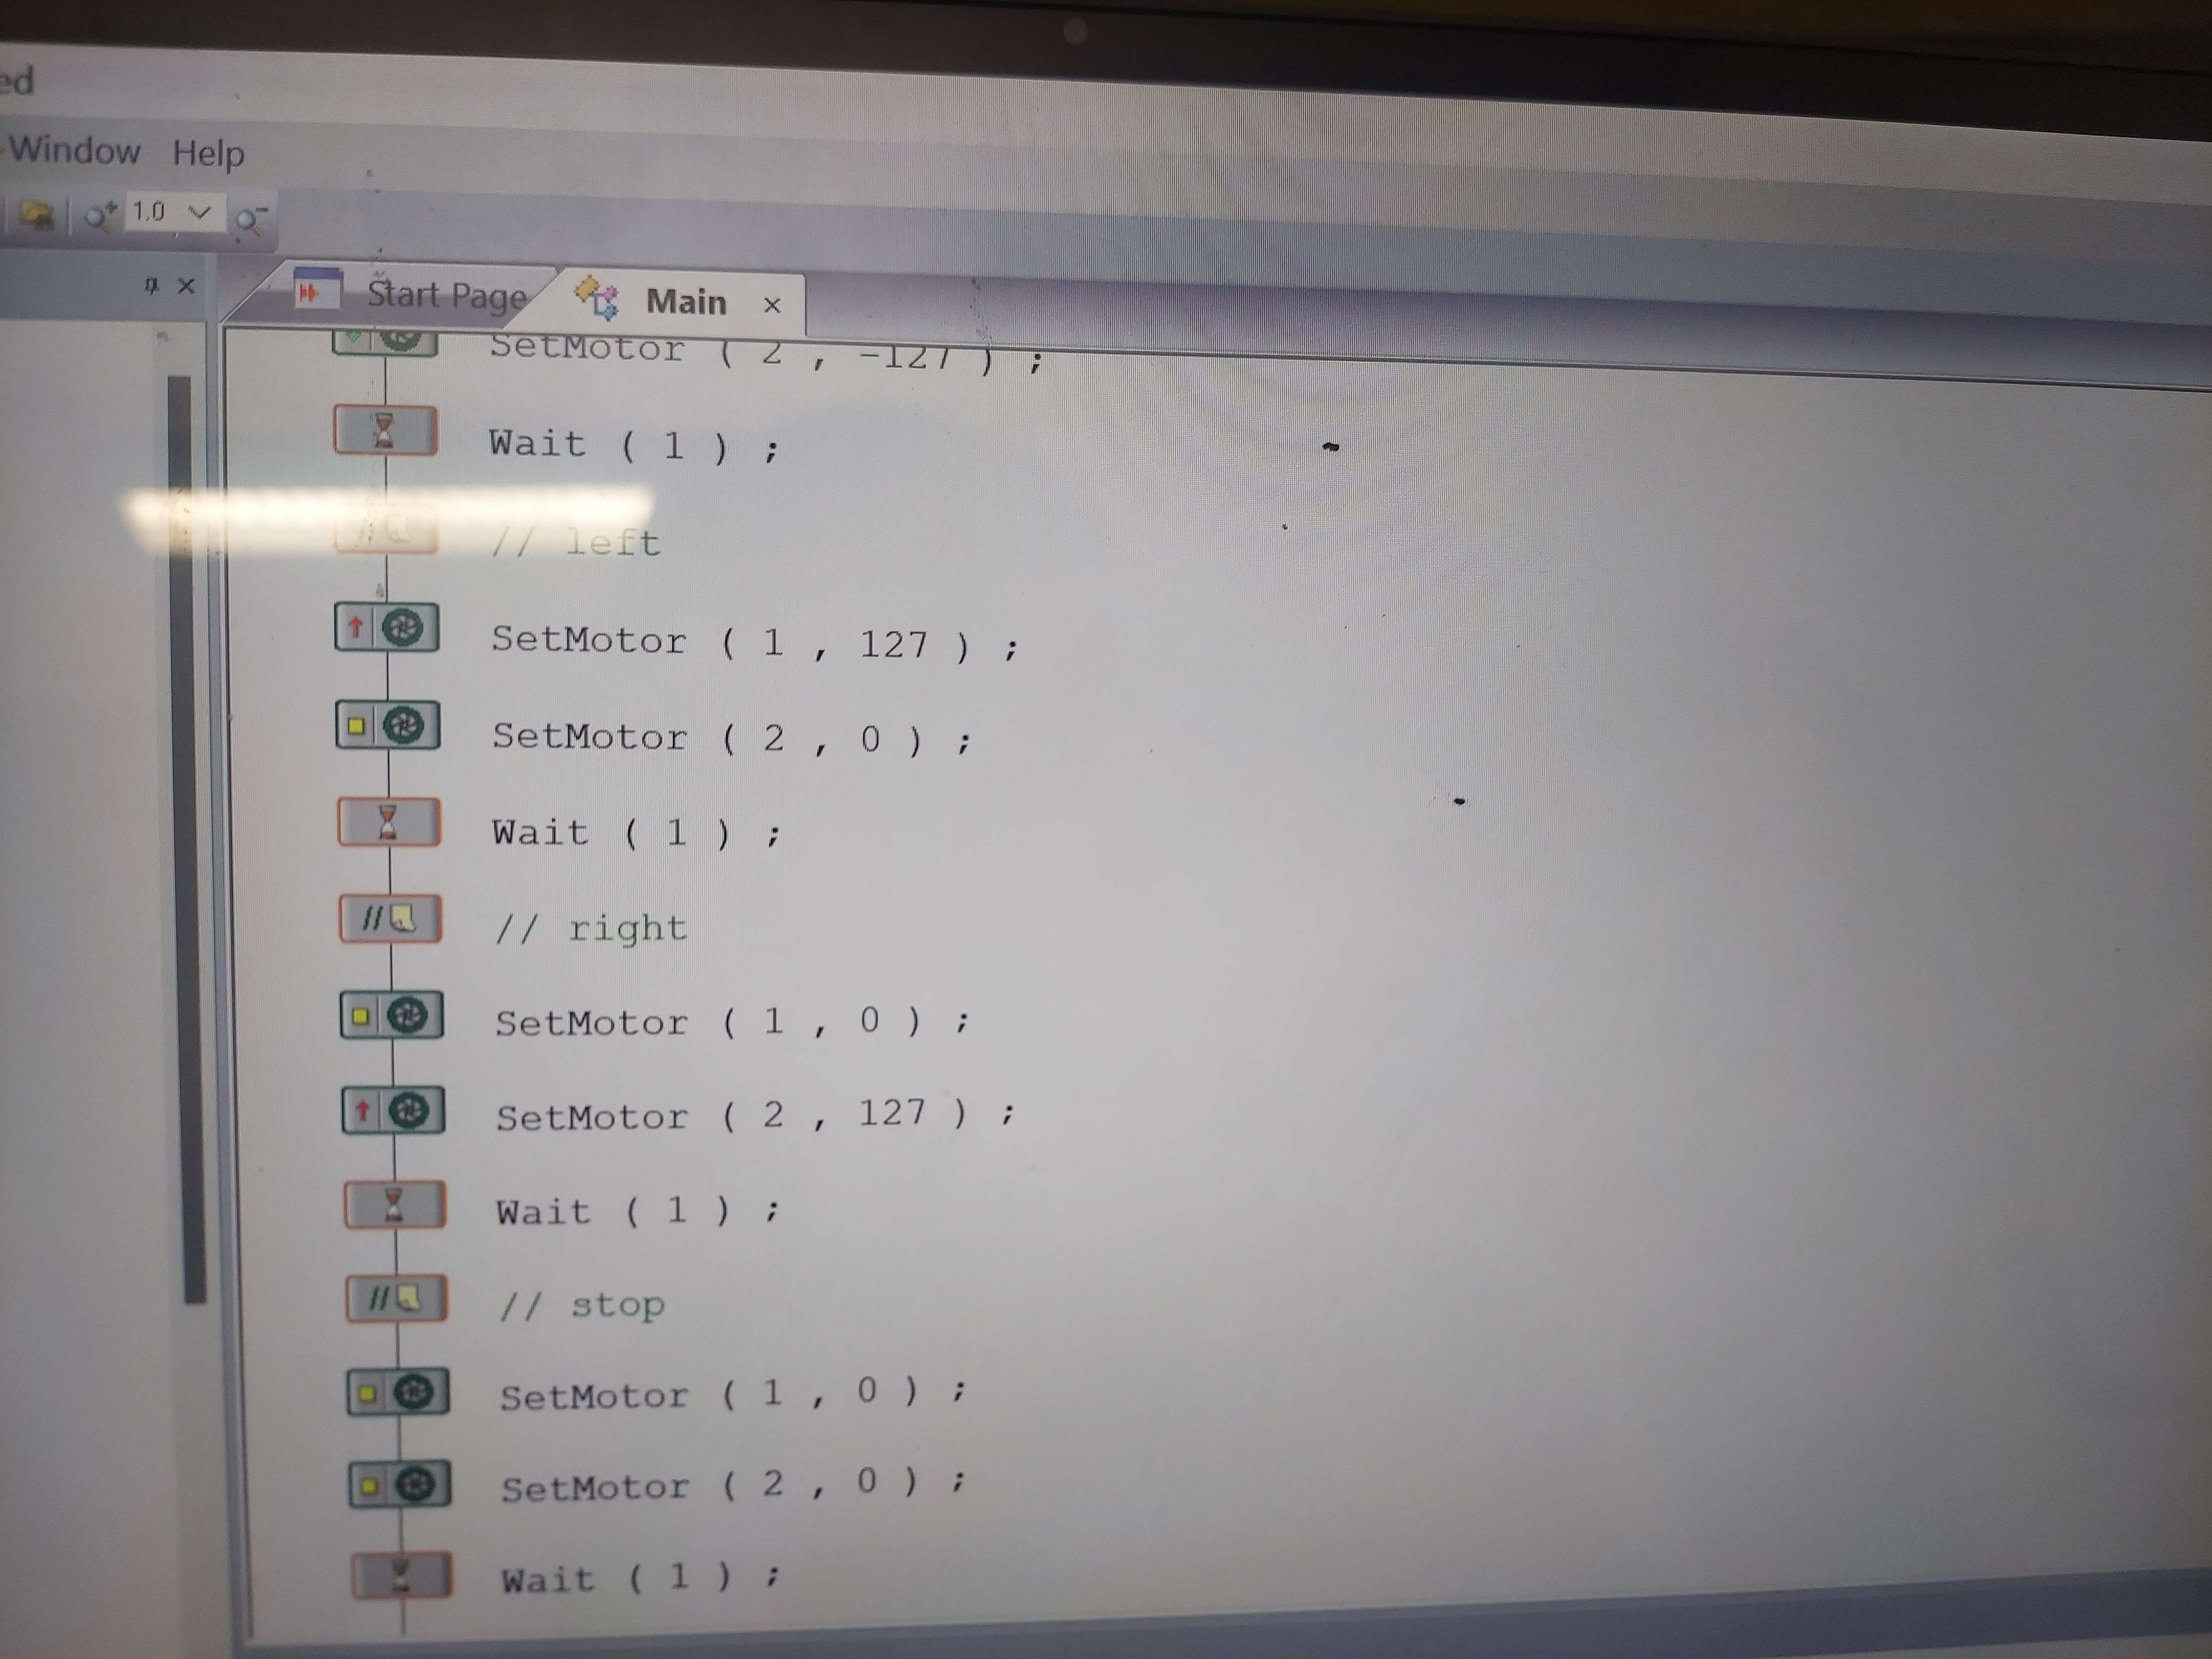 ed
Window Help
1.0
Start Page Main x
SetMotor ( 2 , -127 ) ;
Wait ( 1 ) ;
// left
SetMotor ( 1 , 127 ) ;
SetMotor ( 2 , 0 ) ;
Wait ( 1 ) ;
// right
SetMotor ( 1 , 0 ) ;
SetMotor ( 2 , 127 ) ;
Wait ( 1 ) ;
// stop
SetMotor ( 1 , 0 ) ;
SetMotor ( 2 , 0 ) ;
Wait ( 1 ) ;